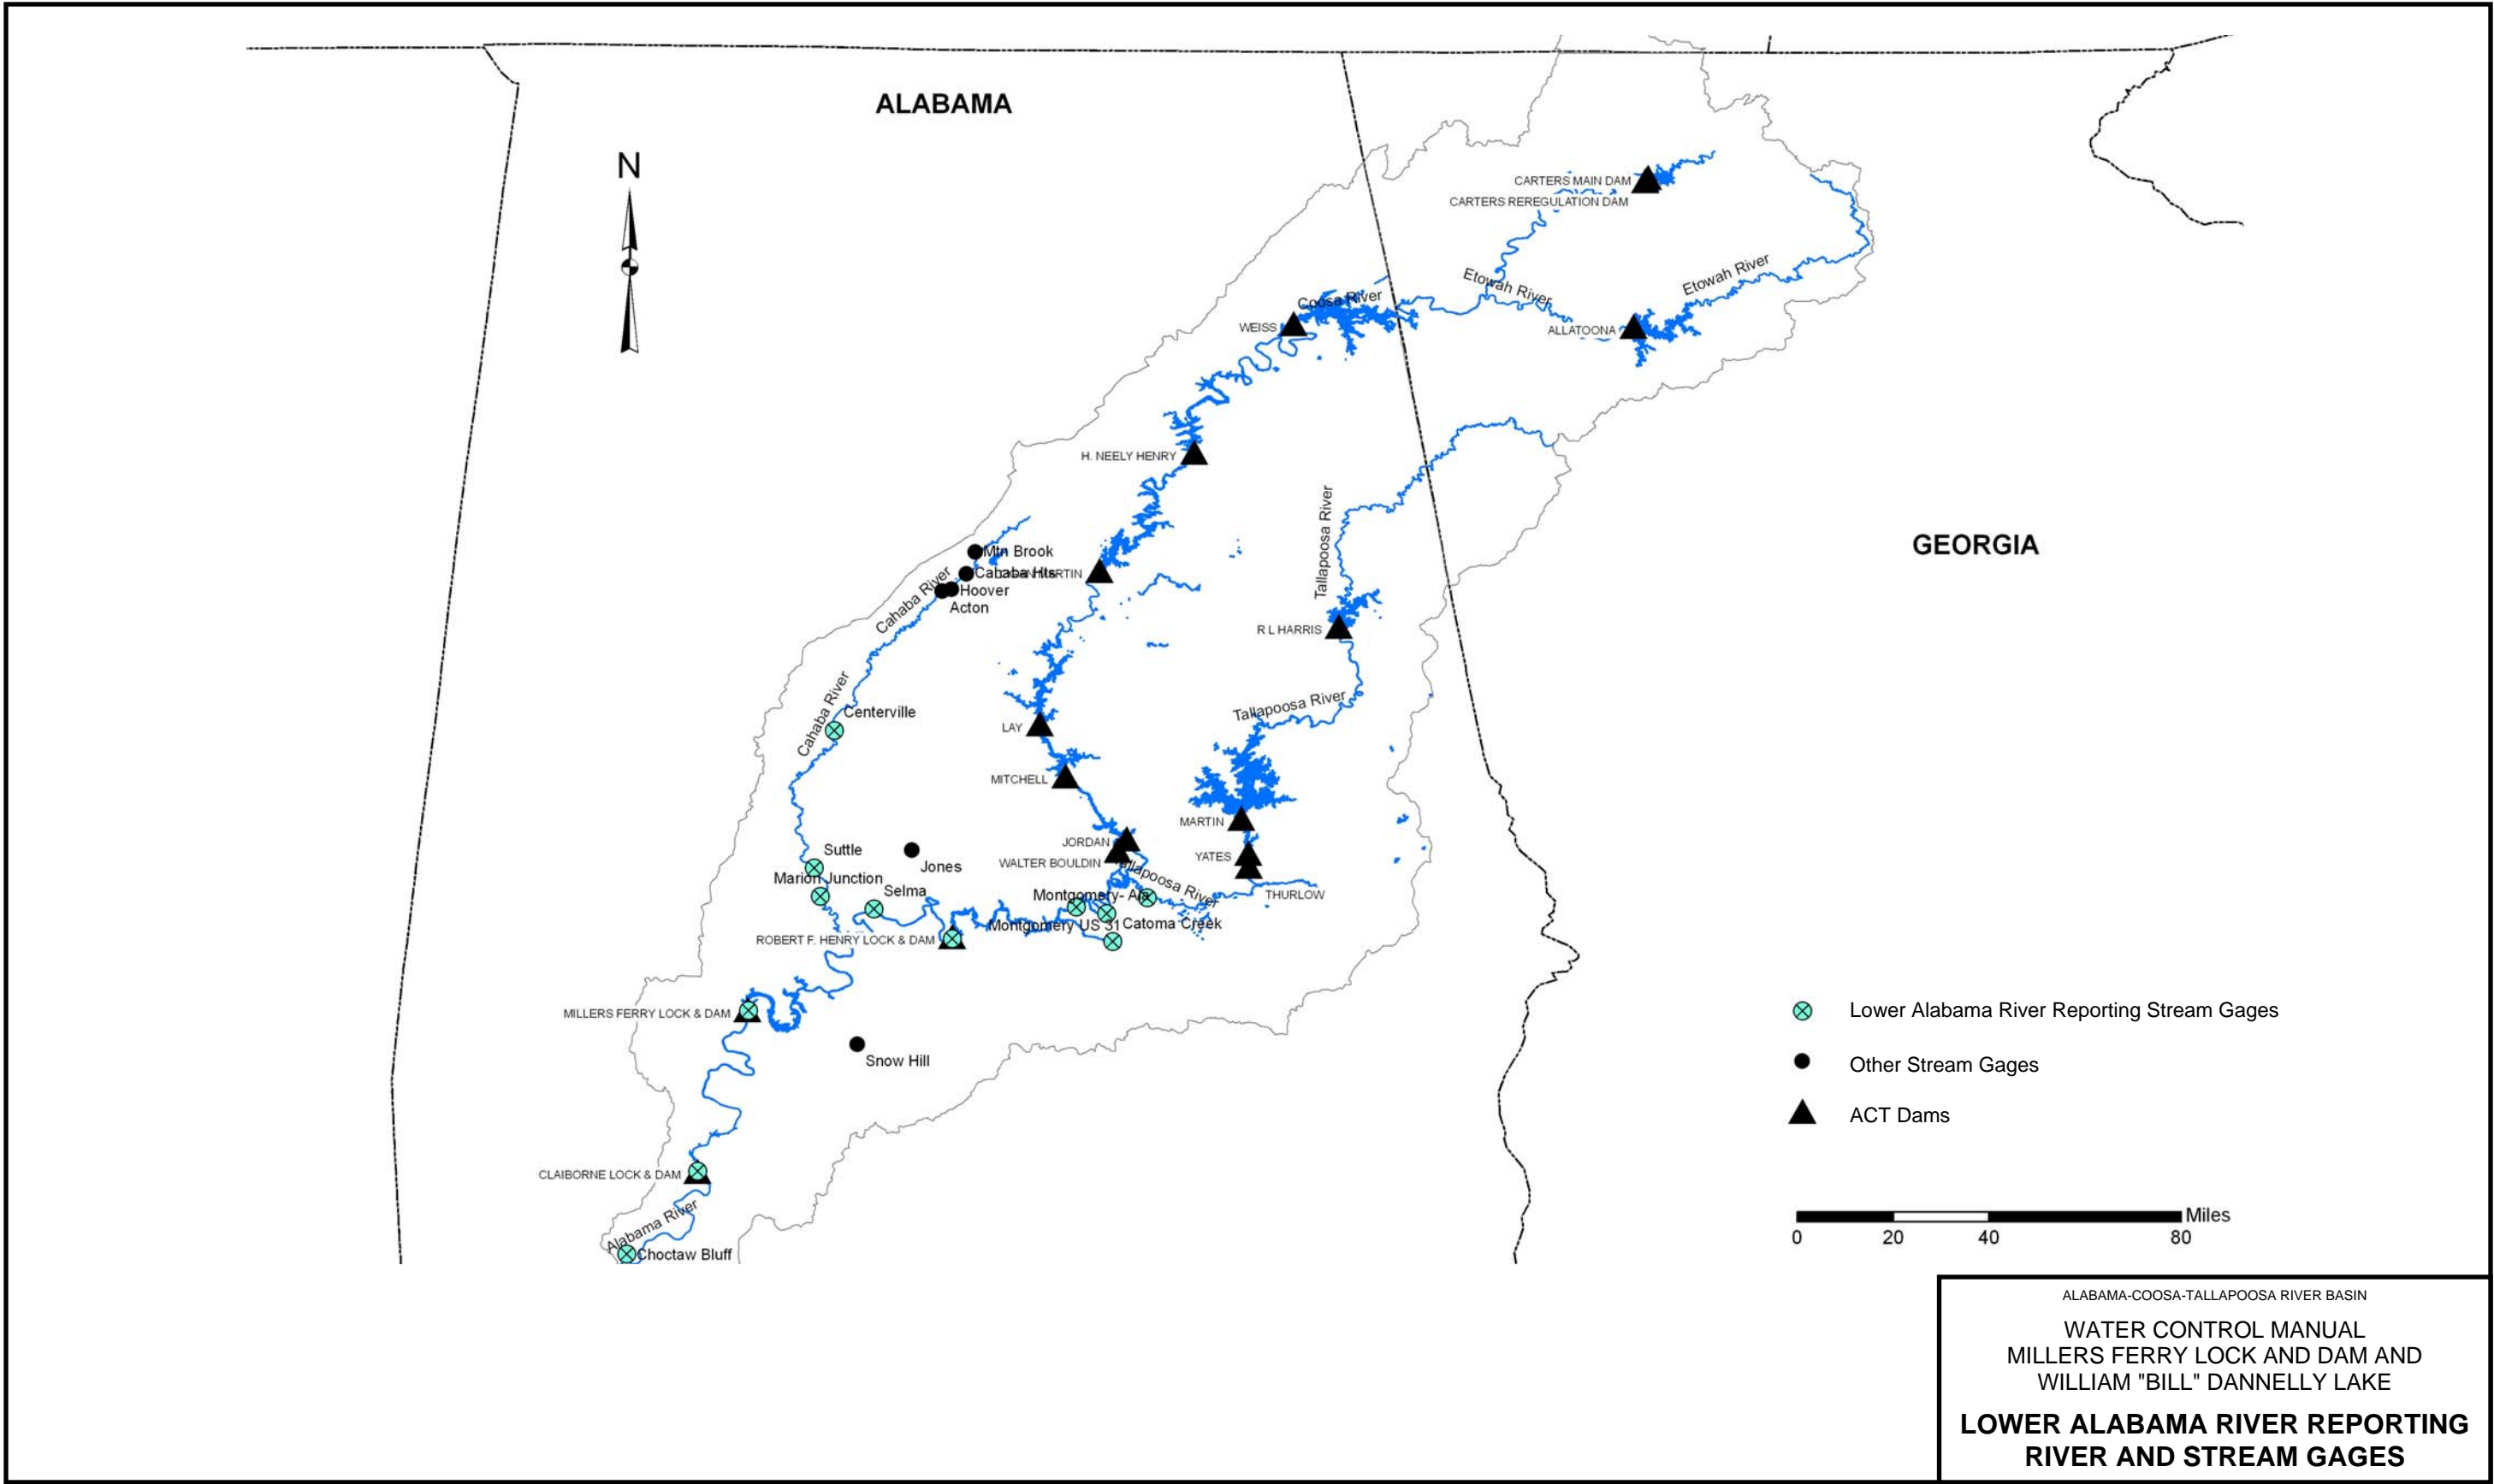 ALABAMA
N
CARTERS MAIN DAM
CARTERS REREGULATION DAM
Etowah River
Etowah River
Coosa River
WEISS
ALLATOONA
H. NEELY HENRY
Tallapoosa River
GEORGIA
Mtn Brook
Cahaba Hts
MARTIN
Hoover
Acton
Cahaba River
R L HARRIS
Cahaba River
Centerville
Tallapoosa River
LAY
MITCHELL
MARTIN
JORDAN
WALTER BOULDIN
YATES
Suttle
Jones
Marion Junction
Selma
Tallapoosa River
THURLOW
Montgomery- Ala
Montgomery US 31
Catoma Creek
ROBERT F. HENRY LOCK & DAM
MILLERS FERRY LOCK & DAM
Snow Hill
CLAIBORNE LOCK & DAM
Alabama River
Choctaw Bluff
Lower Alabama River Reporting Stream Gages
Other Stream Gages
ACT Dams
Miles
0 20 40 80
ALABAMA-COOSA-TALLAPOOSA RIVER BASIN
WATER CONTROL MANUAL
MILLERS FERRY LOCK AND DAM AND
WILLIAM "BILL" DANNELLY LAKE
LOWER ALABAMA RIVER REPORTING
RIVER AND STREAM GAGES